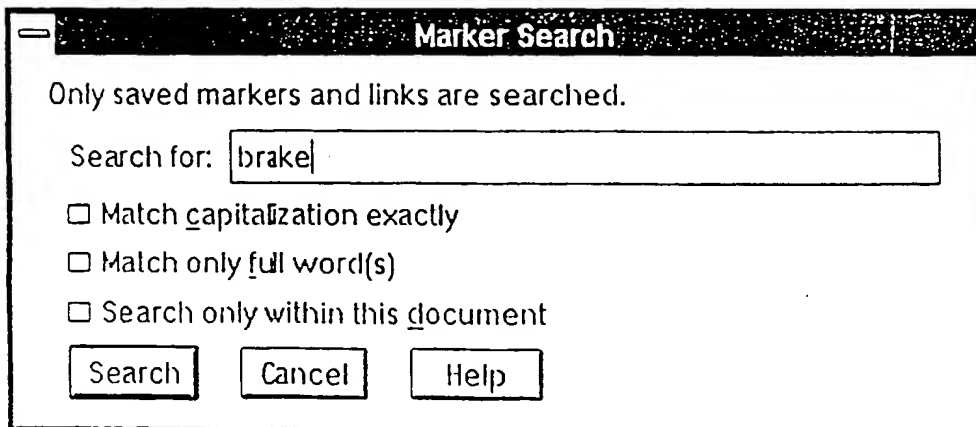 Marker Search
Only saved markers and links are searched.
Search for: brake
Match capitalization exactly
Match only full word(s)
Search only within this document
Search Cancel Help